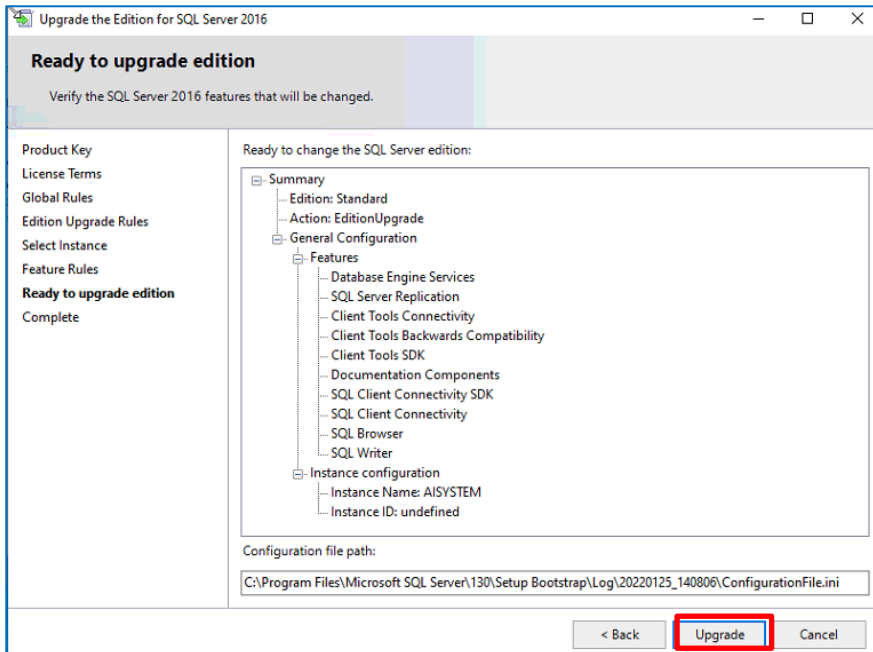 Upgrade the Edition for SQL Server 2016
Ready to upgrade edition
Verify the SQL Server 2016 features that will be changed.
Product Key
License Terms
Global Rules
Edition Upgrade Rules
Select Instance
Feature Rules
Ready to upgrade edition
Complete
Ready to change the SQL Server edition:
Summary
Edition: Standard
Action: EditionUpgrade
General Configuration
Features
Database Engine Services
SQL Server Replication
Client Tools Connectivity
Client Tools Backwards Compatibility
Client Tools SDK
Documentation Components
SQL Client Connectivity SDK
SQL Client Connectivity
SQL Browser
SQL Writer
Instance configuration
Instance Name: AISYSTEM
Instance ID: undefined
Configuration file path:
C:\Program Files\Microsoft SQL Server\130\Setup Bootstrap\Log\20220125_140806\ConfigurationFile.ini
< Back Upgrade Cancel